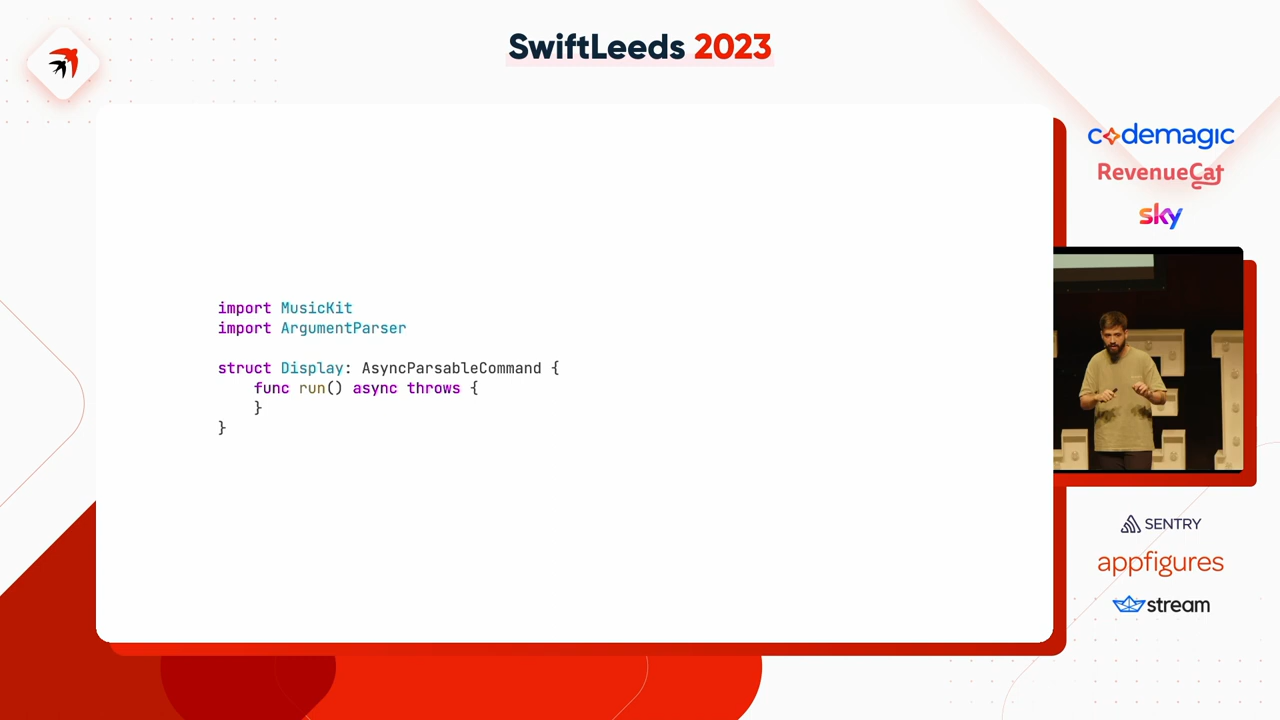 SwiftLeeds 2023
import MusicKit
import ArgumentParser
struct Display: AsyncParsableCommand {
    func run() async throws {
    }
}
codemagic
RevenueCat
sky
SENTRY
appfigures
stream